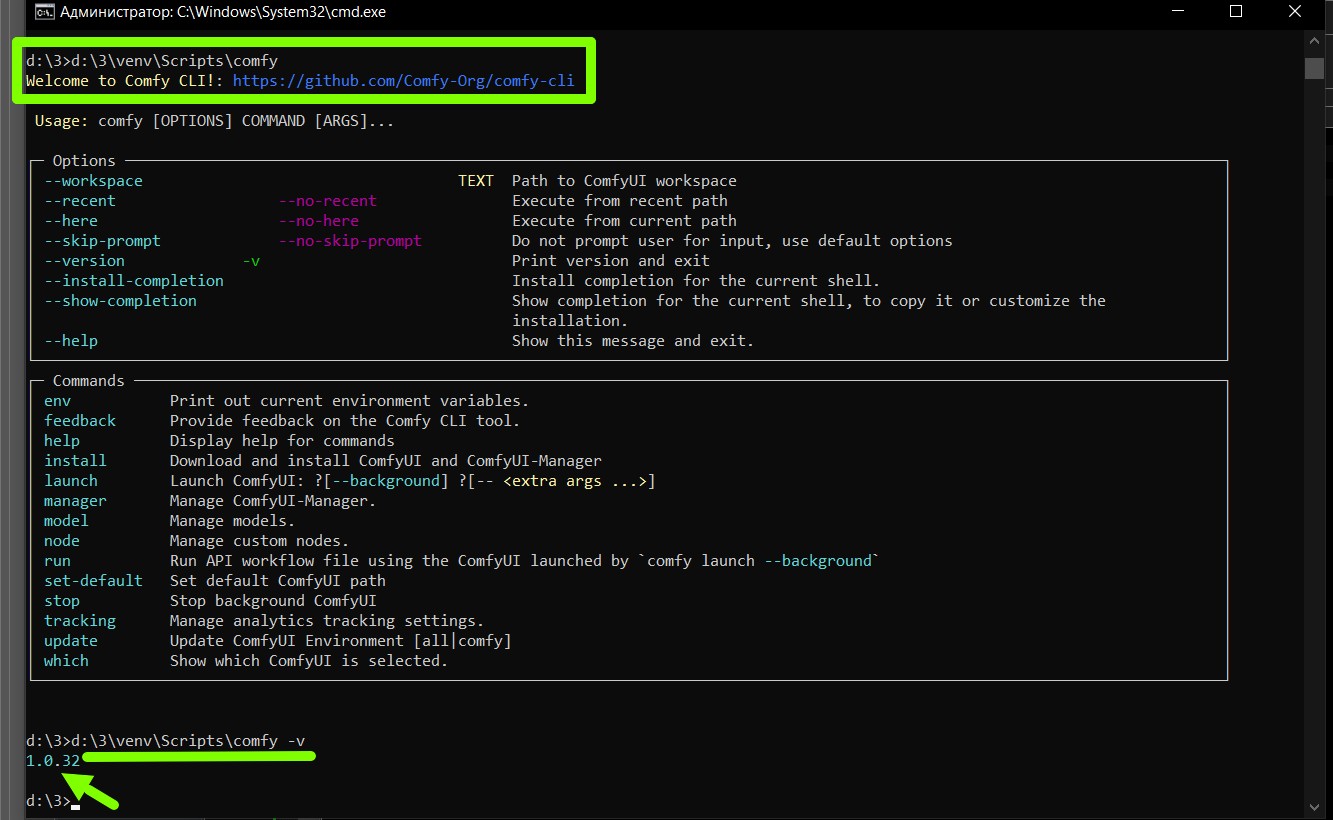 Администратор: C:\Windows\System32\cmd.exe
d:\3>d:\3\venv\Scripts\comfy
Welcome to Comfy CLI!: https://github.com/Comfy-Org/comfy-cli
Usage: comfy [OPTIONS] COMMAND [ARGS]...
Options
--workspace TEXT Path to ComfyUI workspace
--recent --no-recent Execute from recent path
--here --no-here Execute from current path
--skip-prompt --no-skip-prompt Do not prompt user for input, use default options
--version -v Print version and exit
--install-completion Install completion for the current shell.
--show-completion Show completion for the current shell, to copy it or customize the
installation.
--help Show this message and exit.
Commands
env Print out current environment variables.
feedback Provide feedback on the Comfy CLI tool.
help Display help for commands
install Download and install ComfyUI and ComfyUI-Manager
launch Launch ComfyUI: ?[--background] ?[-- <extra args ...>]
manager Manage ComfyUI-Manager.
model Manage models.
node Manage custom nodes.
run Run API workflow file using the ComfyUI launched by `comfy launch --background`
set-default Set default ComfyUI path
stop Stop background ComfyUI
tracking Manage analytics tracking settings.
update Update ComfyUI Environment [all|comfy]
which Show which ComfyUI is selected.
d:\3>d:\3\venv\Scripts\comfy -v
1.0.32
d:\3>